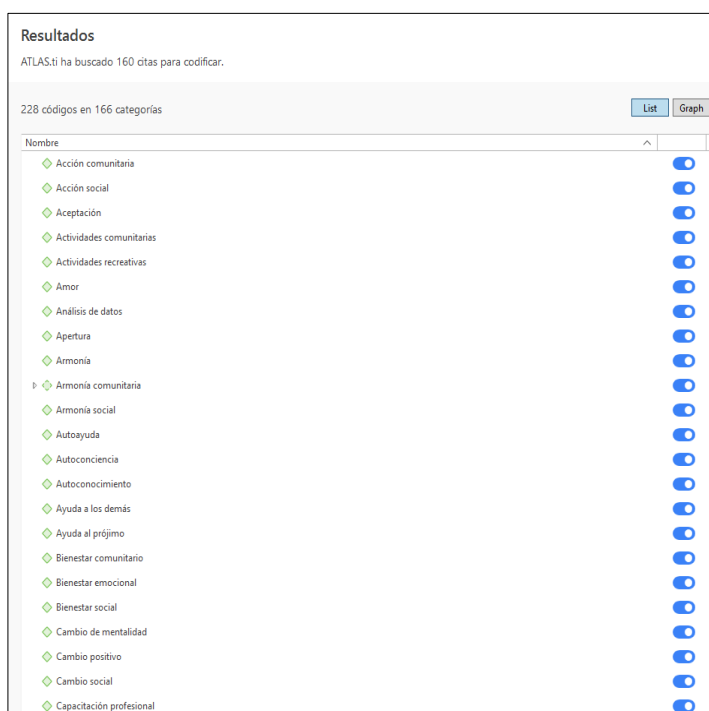 Resultados
ATLAS.ti ha buscado 160 citas para codificar.
228 códigos en 166 categorías
List Graph
Nombre
Acción comunitaria
Acción social
Aceptación
Actividades comunitarias
Actividades recreativas
Amor
Análisis de datos
Apertura
Armonía
Armonía comunitaria
Armonía social
Autoayuda
Autoconciencia
Autoconocimiento
Ayuda a los demás
Ayuda al prójimo
Bienestar comunitario
Bienestar emocional
Bienestar social
Cambio de mentalidad
Cambio positivo
Cambio social
Capacitación profesional